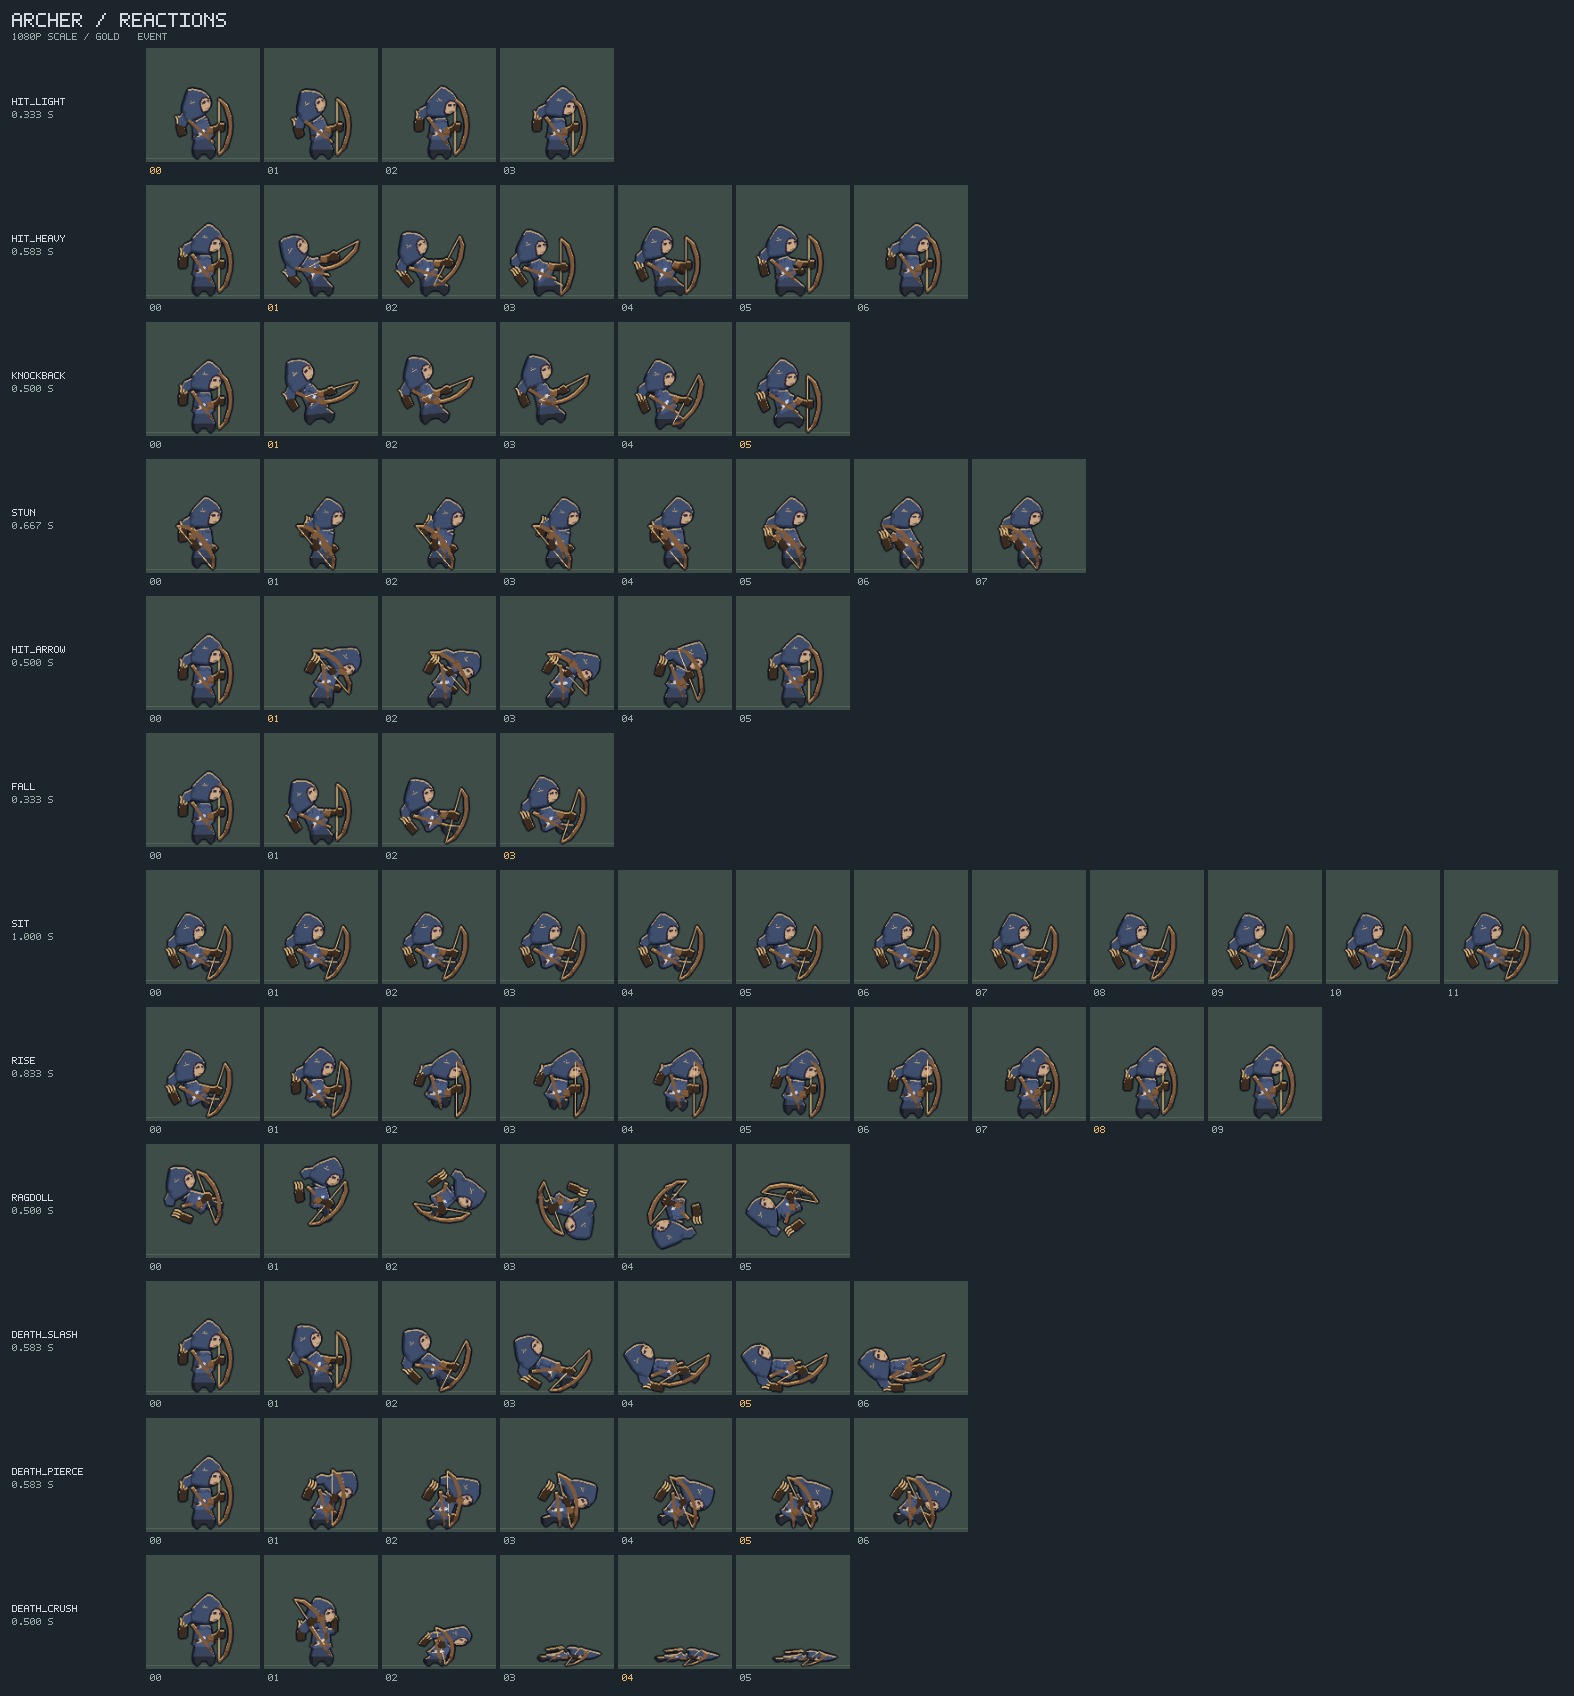 ARCHER / REACTIONS
1080P SCALE / GOLD EVENT
HIT_LIGHT
0.333 S
00 01 02 03
HIT_HEAVY
0.583 S
00 01 02 03 04 05 06
KNOCKBACK
0.500 S
00 01 02 03 04 05
STUN
0.667 S
00 01 02 03 04 05 06 07
HIT_ARROW
0.500 S
00 01 02 03 04 05
FALL
0.333 S
00 01 02 03
SIT
1.000 S
00 01 02 03 04 05 06 07 08 09 10 11
RISE
0.833 S
00 01 02 03 04 05 06 07 08 09
RAGDOLL
0.500 S
00 01 02 03 04 05
DEATH_SLASH
0.583 S
00 01 02 03 04 05 06
DEATH_PIERCE
0.583 S
00 01 02 03 04 05 06
DEATH_CRUSH
0.500 S
00 01 02 03 04 05